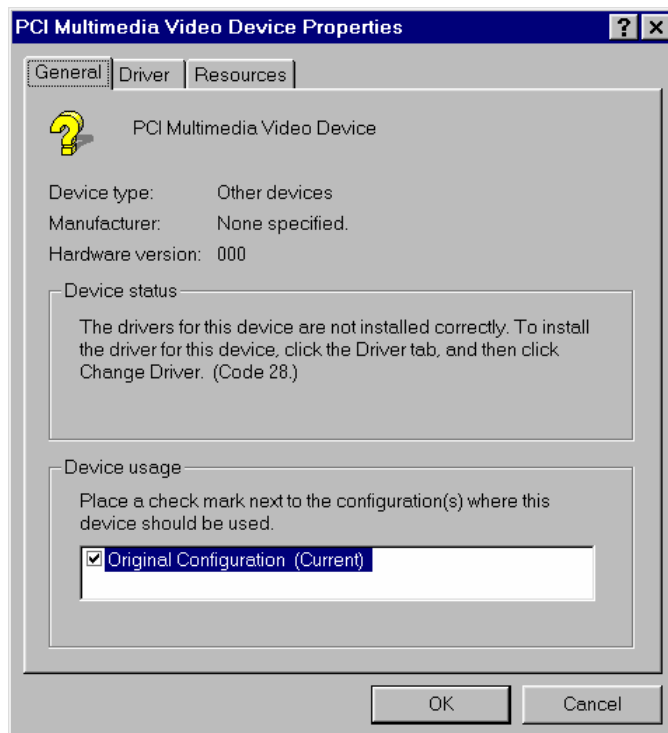 PCI Multimedia Video Device Properties
General Driver Resources
PCI Multimedia Video Device
Device type: Other devices
Manufacturer: None specified.
Hardware version: 000
Device status
The drivers for this device are not installed correctly. To install
the driver for this device, click the Driver tab, and then click
Change Driver. (Code 28.)
Device usage
Place a check mark next to the configuration(s) where this
device should be used.
Original Configuration (Current)
OK Cancel